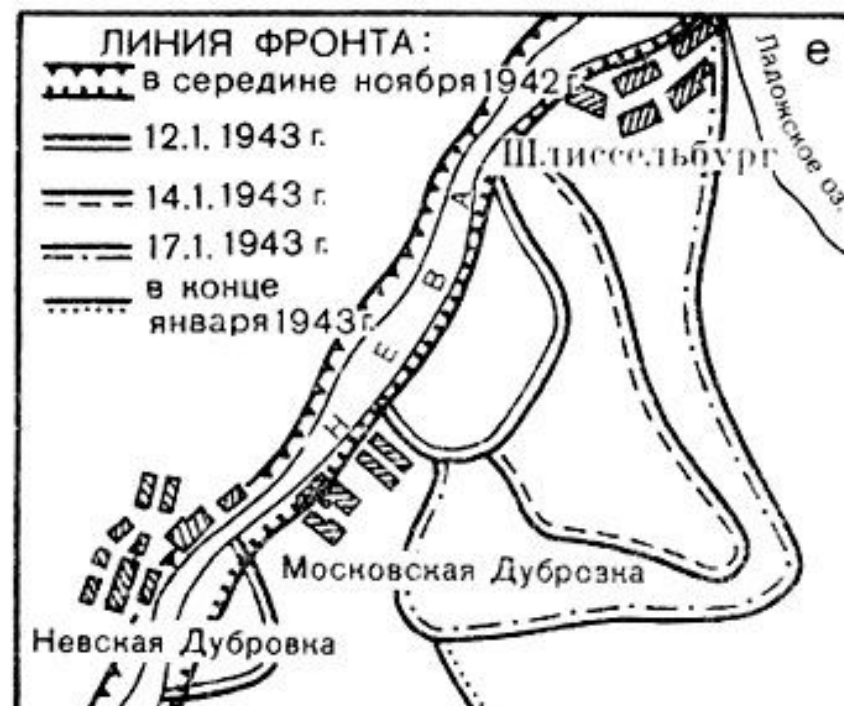 ЛИНИЯ ФРОНТА:
в середине ноября 1942 г.
12.1. 1943 г.
14.1. 1943 г.
17.1. 1943 г.
в конце
января 1943 г.
е
Ладожское оз.
Шлиссельбург
НЕВА
Московская Дуброзка
Невская Дубровка